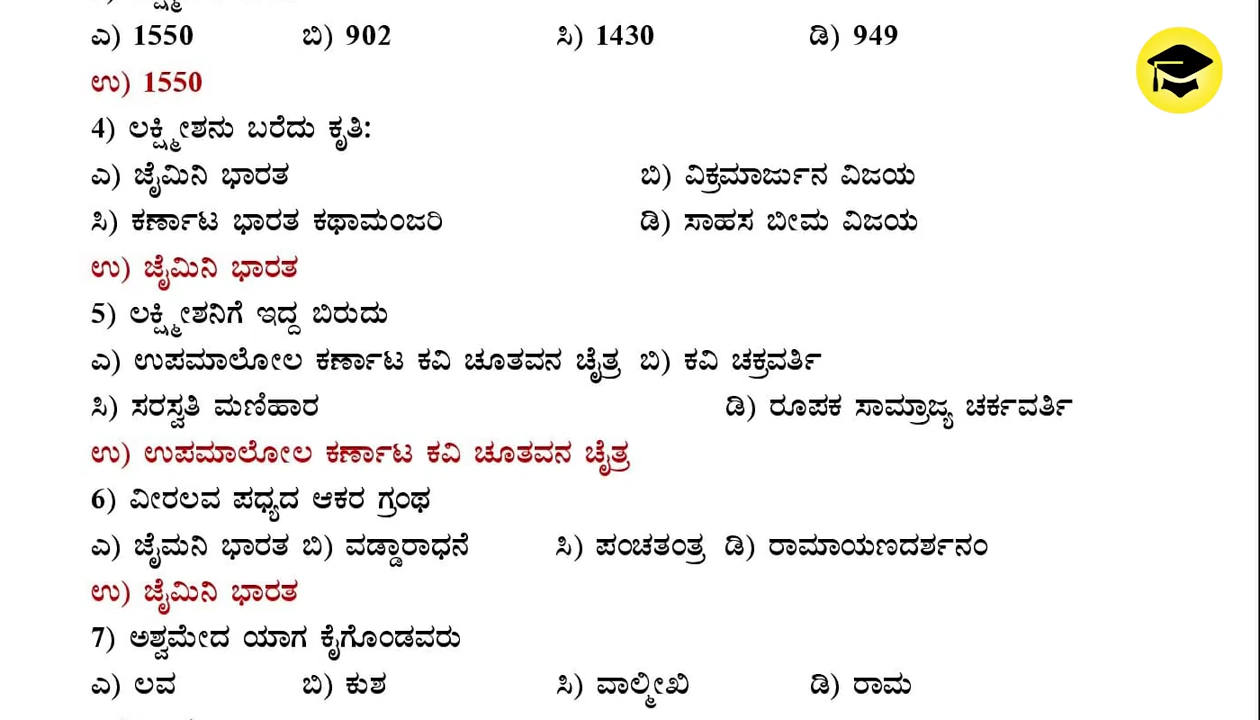 ಎ) 1550 ಬಿ) 902 ಸಿ) 1430 ಡಿ) 949
ಉ) 1550
4) ಲಕ್ಷ್ಮೀಶನು ಬರೆದು ಕೃತಿ:
ಎ) ಜೈಮಿನಿ ಭಾರತ ಬಿ) ವಿಕ್ರಮಾರ್ಜುನ ವಿಜಯ
ಸಿ) ಕರ್ಣಾಟ ಭಾರತ ಕಥಾಮಂಜರಿ ಡಿ) ಸಾಹಸ ಬೀಮ ವಿಜಯ
ಉ) ಜೈಮಿನಿ ಭಾರತ
5) ಲಕ್ಷ್ಮೀಶನಿಗೆ ಇದ್ದ ಬಿರುದು
ಎ) ಉಪಮಾಲೋಲ ಕರ್ಣಾಟ ಕವಿ ಚೂತವನ ಚೈತ್ರ ಬಿ) ಕವಿ ಚಕ್ರವರ್ತಿ
ಸಿ) ಸರಸ್ವತಿ ಮಣಿಹಾರ ಡಿ) ರೂಪಕ ಸಾಮ್ರಾಜ್ಯ ಚರ್ಕವರ್ತಿ
ಉ) ಉಪಮಾಲೋಲ ಕರ್ಣಾಟ ಕವಿ ಚೂತವನ ಚೈತ್ರ
6) ವೀರಲವ ಪಧ್ಯದ ಆಕರ ಗ್ರಂಥ
ಎ) ಜೈಮನಿ ಭಾರತ ಬಿ) ವಡ್ಡಾರಾಧನೆ ಸಿ) ಪಂಚತಂತ್ರ ಡಿ) ರಾಮಾಯಣದರ್ಶನಂ
ಉ) ಜೈಮಿನಿ ಭಾರತ
7) ಅಶ್ವಮೇದ ಯಾಗ ಕೈಗೊಂಡವರು
ಎ) ಲವ ಬಿ) ಕುಶ ಸಿ) ವಾಲ್ಮೀಖಿ ಡಿ) ರಾಮ